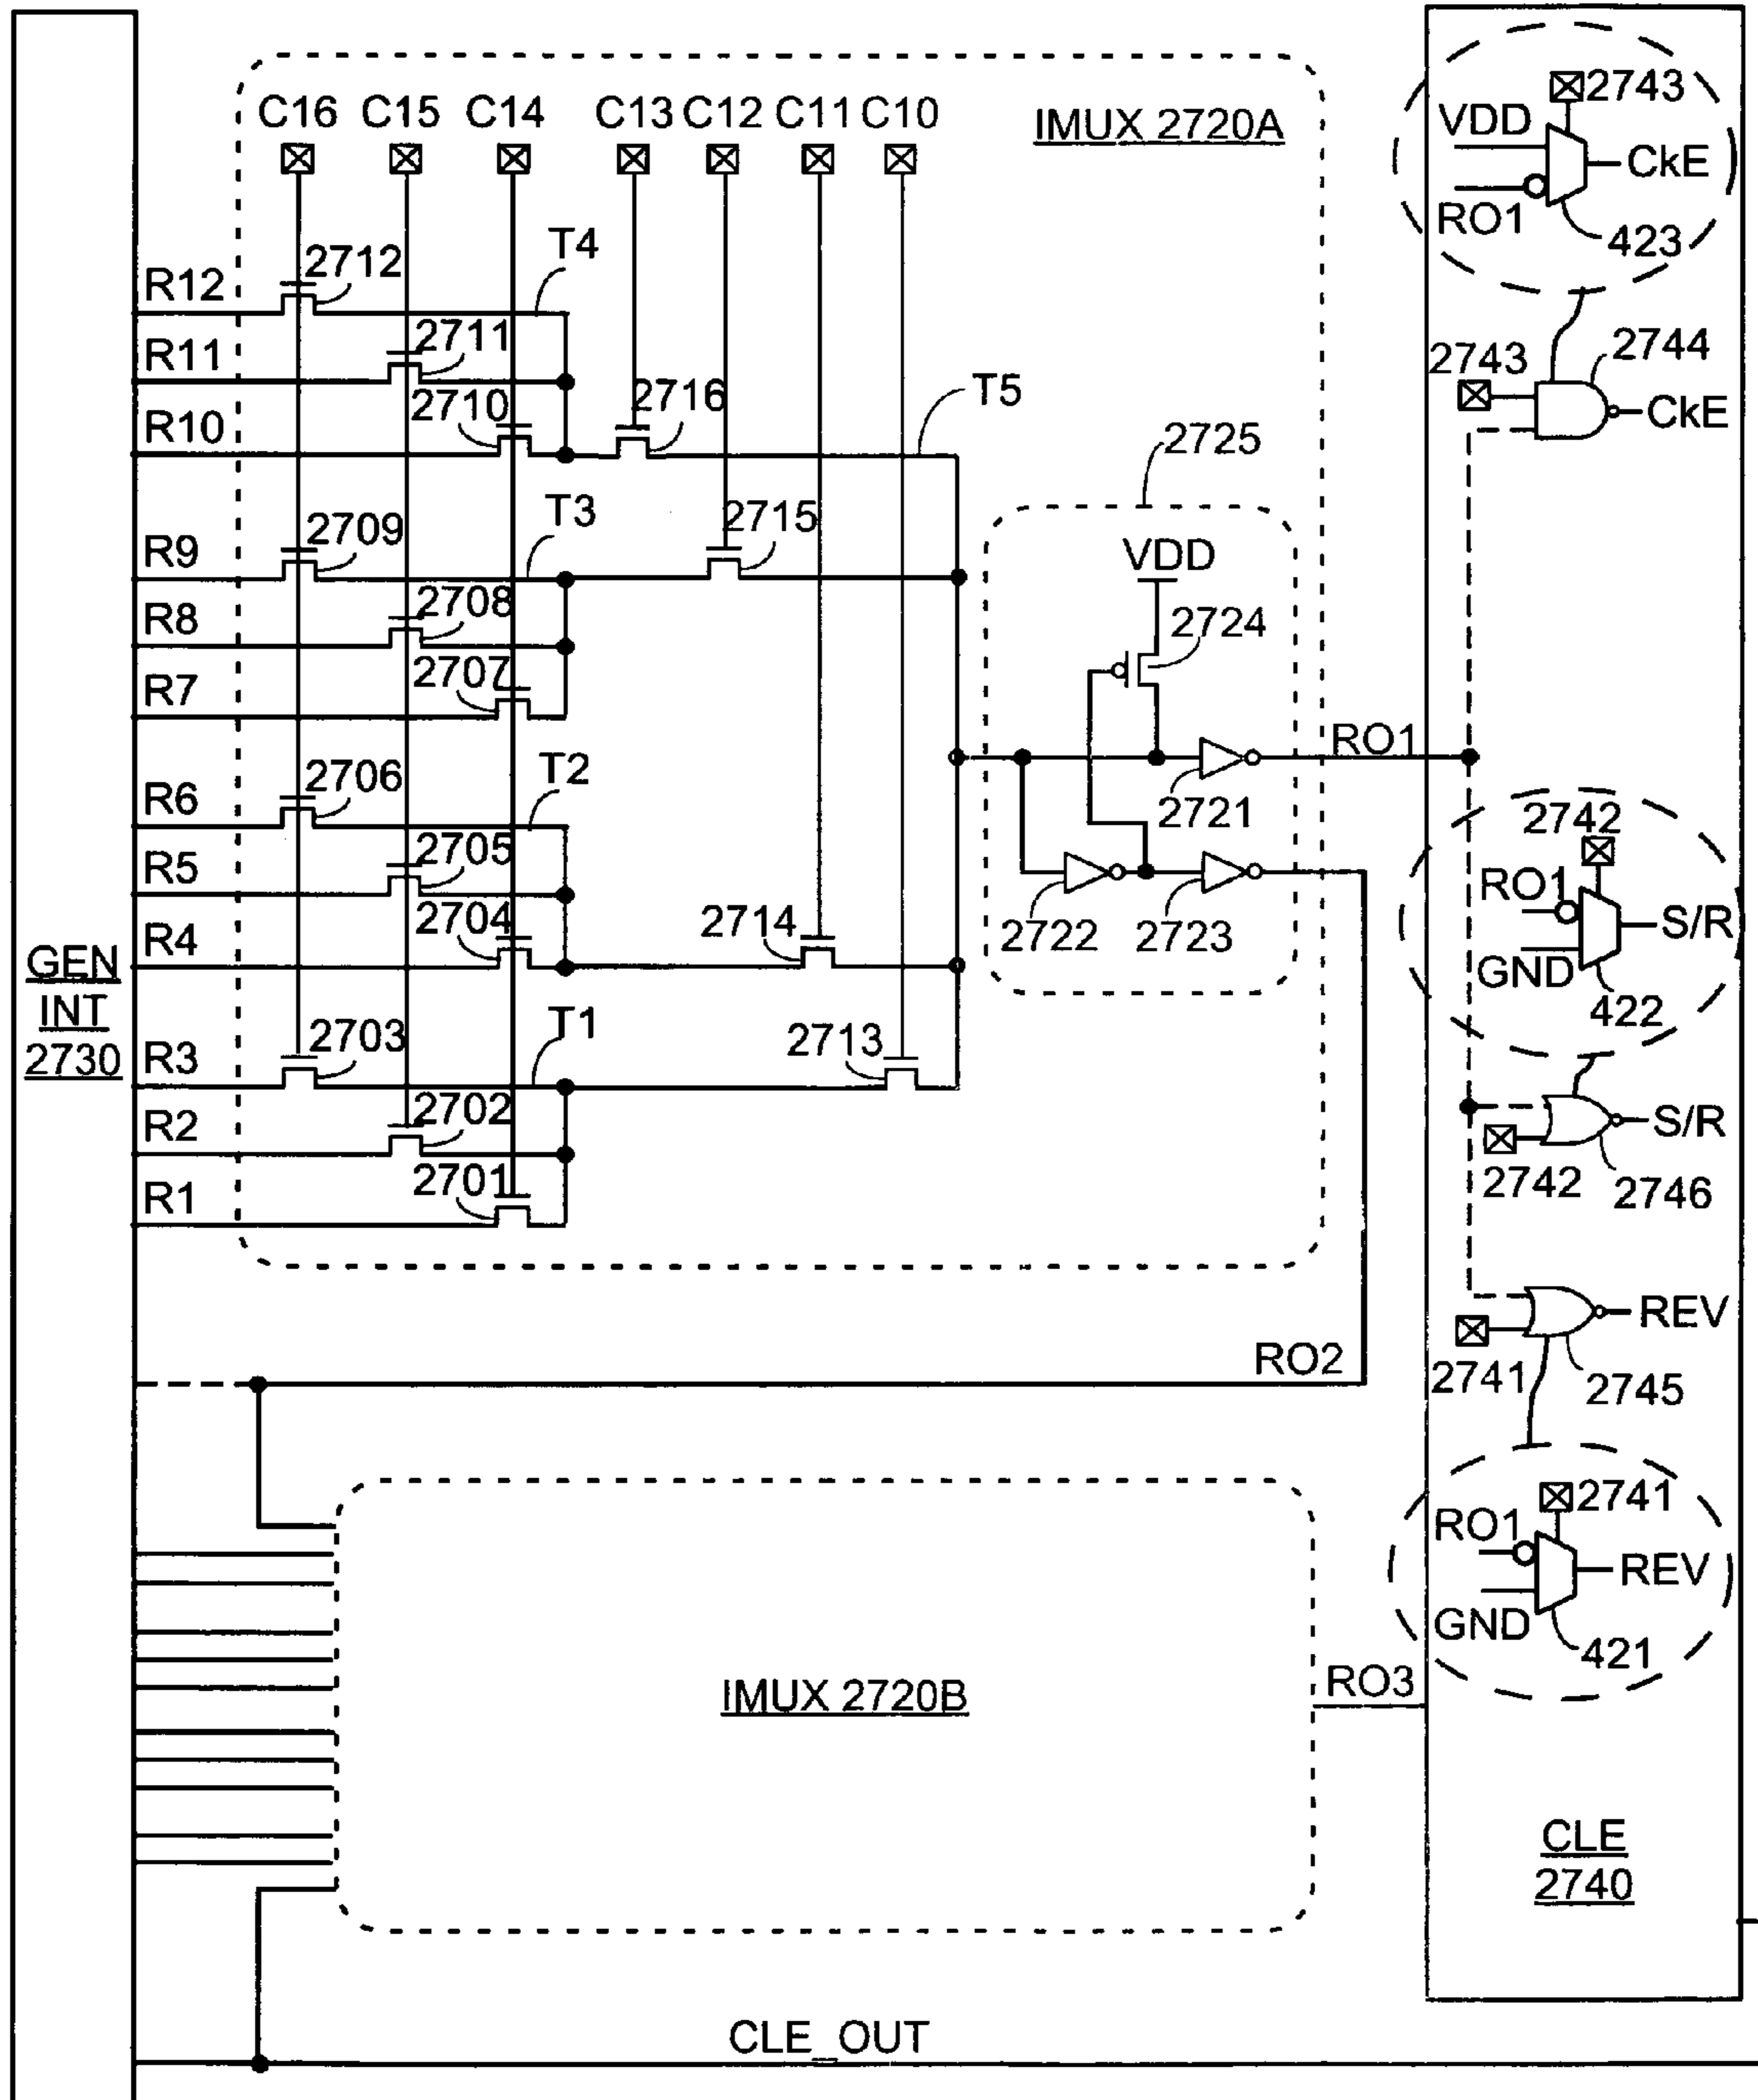 C16 C15 C14 C13 C12 C11 C10
IMUX 2720A
2743
VDD
CkE
RO1
423
2712
T4
R12
2711
R11
2710
2716
T5
R10
2743
2744
CkE
2725
2709
T3
2715
R9
VDD
2708
R8
2724
2707
R7
RO1
2706
T2
R6
2721
2742
2705
R5
RO1
S/R
2704
2714
2722
2723
R4
GND
422
GEN
INT
2730
2703
T1
2713
R3
2702
R2
S/R
2742
2746
2701
R1
REV
RO2
2741
2745
2741
RO1
REV
GND
421
IMUX 2720B
RO3
CLE
2740
CLE_OUT